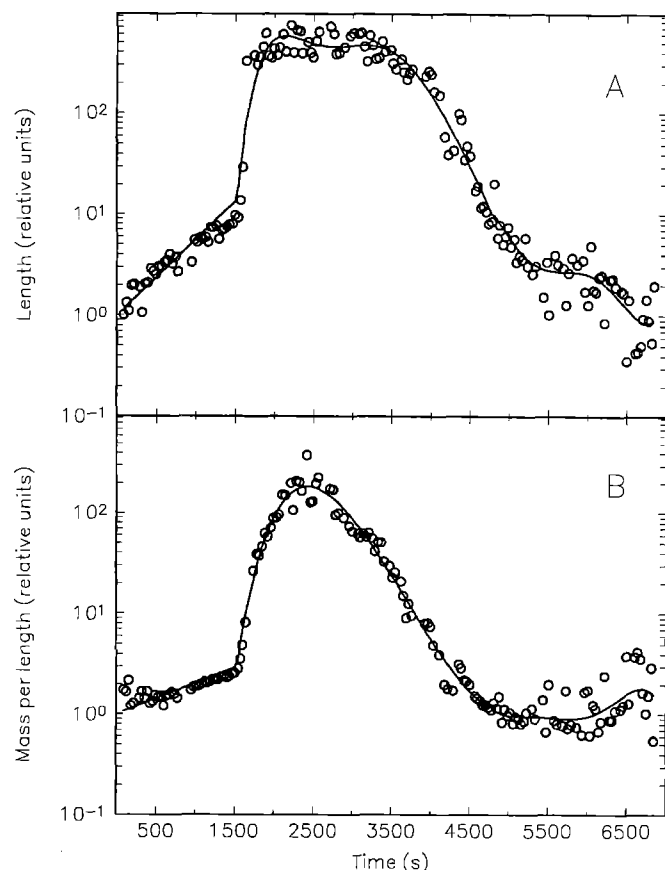 A
Length (relative units)
10²
10¹
10⁰
10⁻¹
B
Mass per length (relative units)
10²
10¹
10⁰
10⁻¹
500 1500 2500 3500 4500 5500 6500
Time (s)